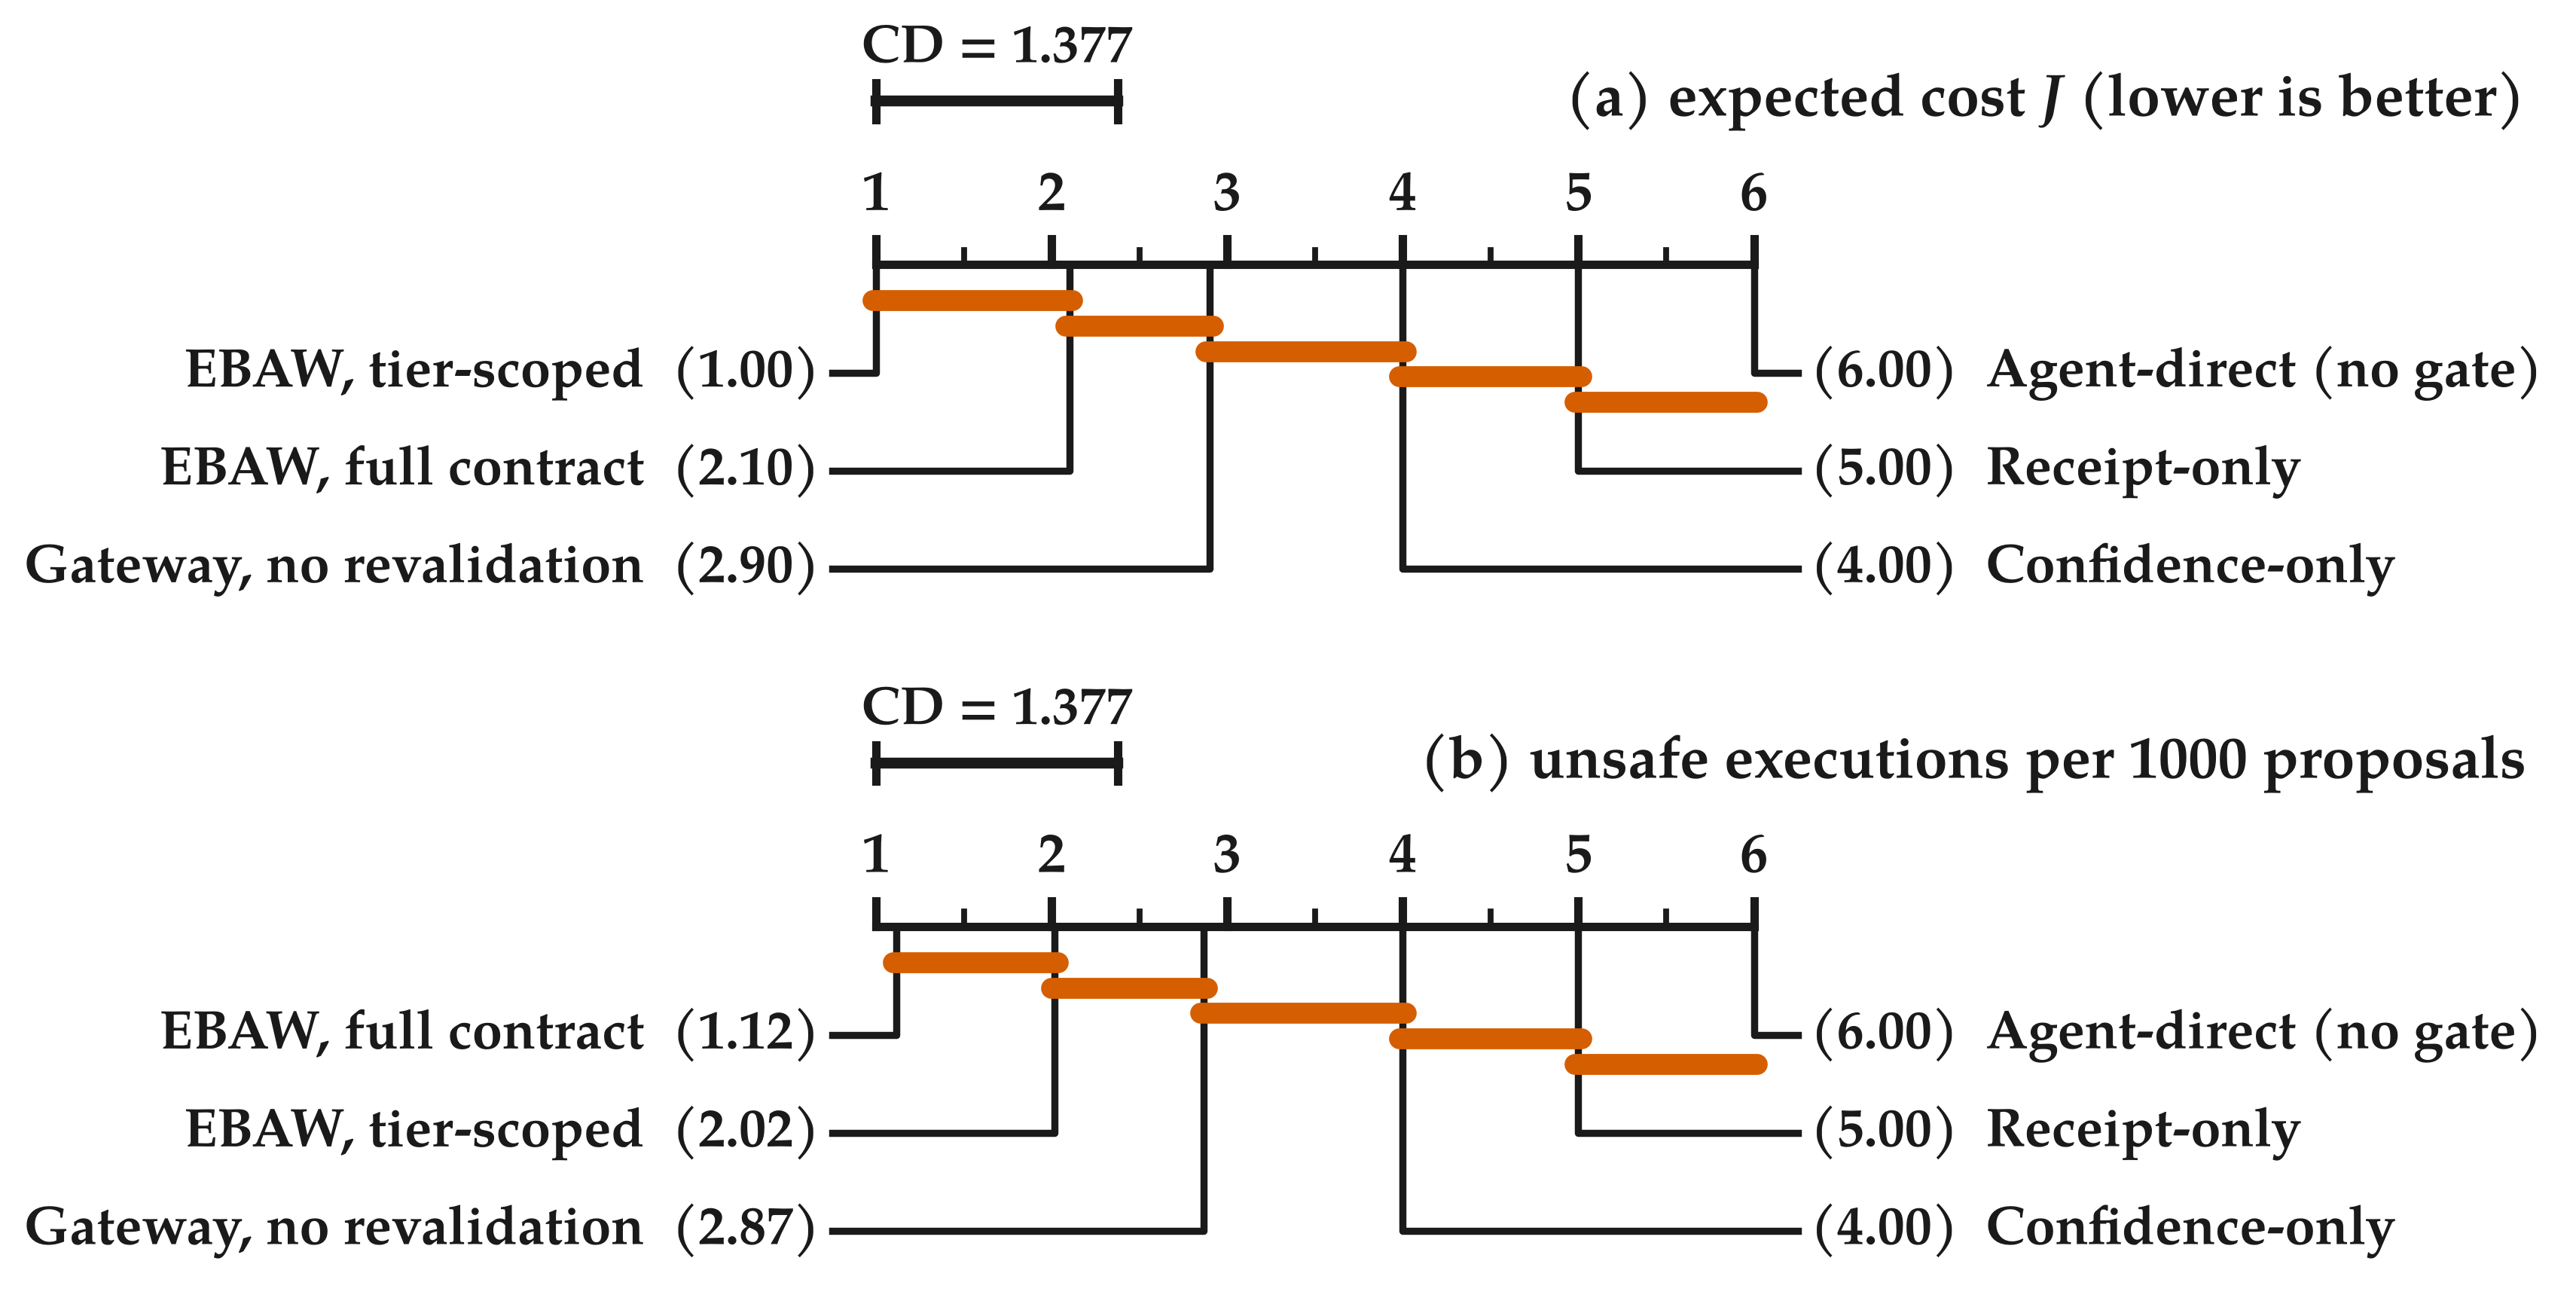 CD = 1.377
(a) expected cost J (lower is better)
1 2 3 4 5 6
EBAW, tier-scoped (1.00)
(6.00) Agent-direct (no gate)
EBAW, full contract (2.10)
(5.00) Receipt-only
Gateway, no revalidation (2.90)
(4.00) Confidence-only
CD = 1.377
(b) unsafe executions per 1000 proposals
1 2 3 4 5 6
EBAW, full contract (1.12)
(6.00) Agent-direct (no gate)
EBAW, tier-scoped (2.02)
(5.00) Receipt-only
Gateway, no revalidation (2.87)
(4.00) Confidence-only